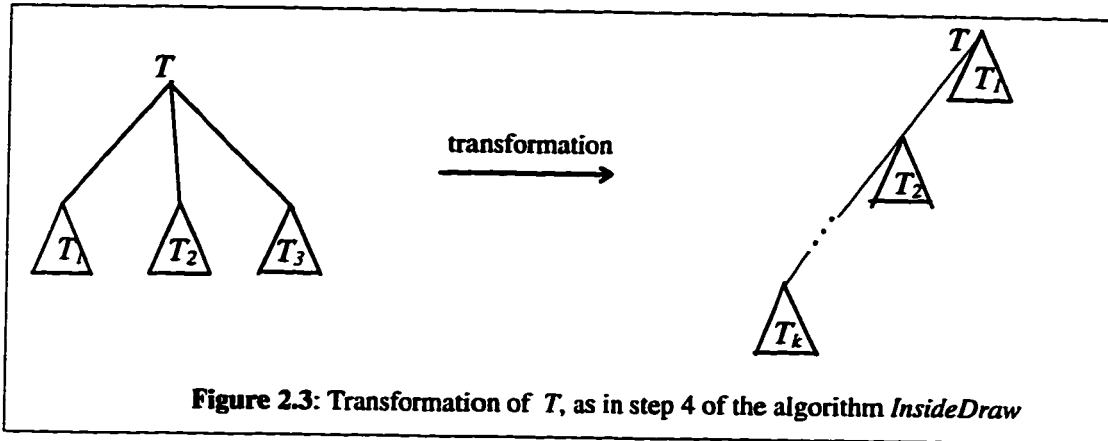 T
T
T₁
transformation
T₂
T₁ T₂ T₃
Tₖ
Figure 2.3: Transformation of T, as in step 4 of the algorithm InsideDraw